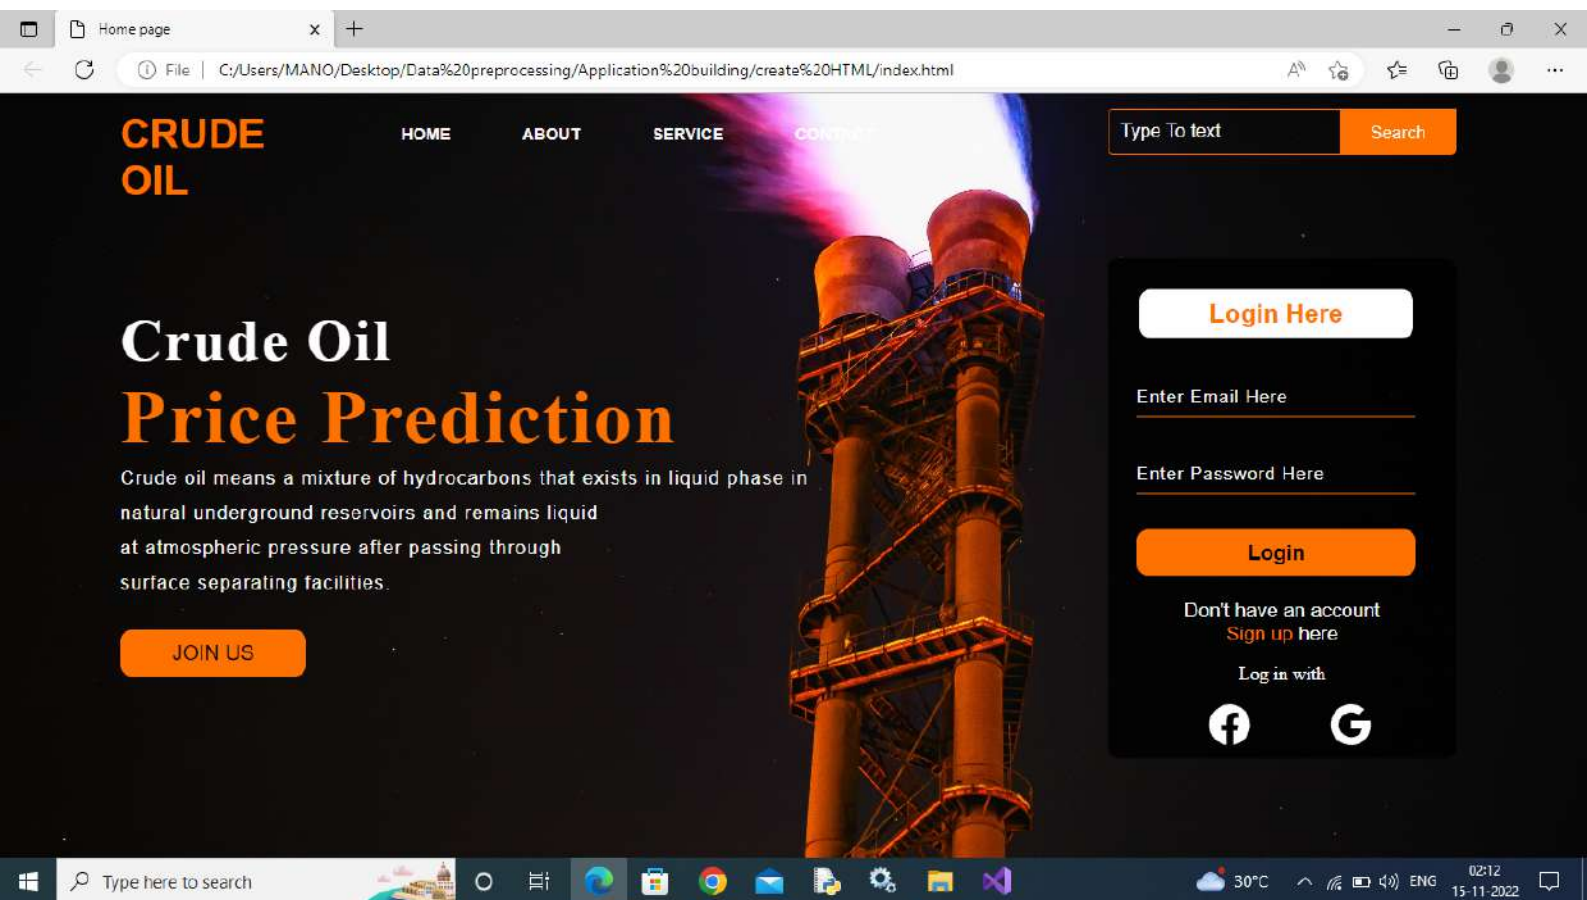 Home page
File
C:/Users/MANO/Desktop/Data%20preprocessing/Application%20building/create%20HTML/index.html
CRUDE
OIL
HOME
ABOUT
SERVICE
CONTACT
Type To text
Search
Crude Oil
Price Prediction
Crude oil means a mixture of hydrocarbons that exists in liquid phase in
natural underground reservoirs and remains liquid
at atmospheric pressure after passing through
surface separating facilities.
JOIN US
Login Here
Enter Email Here
Enter Password Here
Login
Don't have an account
Sign up here
Log in with
Type here to search
30°C
ENG
02:12
15-11-2022